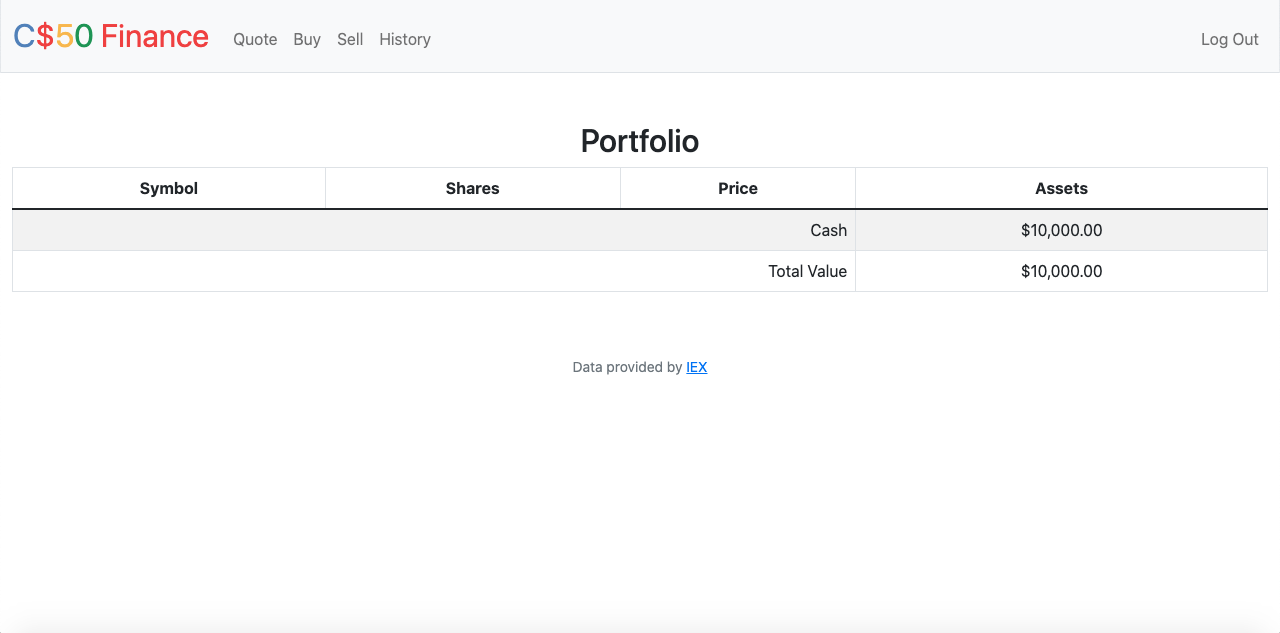 C$50 Finance Quote Buy Sell History Log Out
Portfolio
Symbol Shares Price Assets
Cash $10,000.00
Total Value $10,000.00
Data provided by IEX